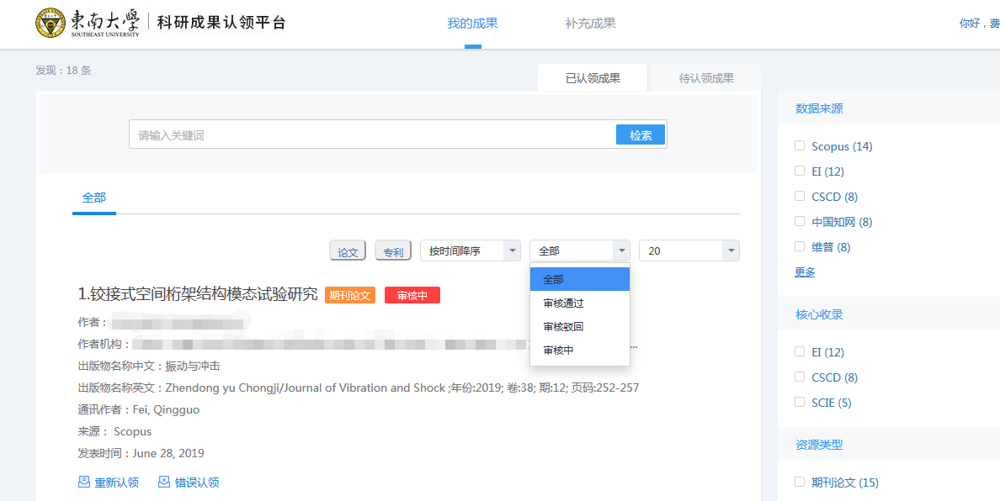 东南大学 科研成果认领平台
SOUTHEAST UNIVERSITY
我的成果
补充成果
你好，费
发现：18 条
已认领成果
待认领成果
请输入关键词
检索
全部
论文
专利
按时间降序
全部
20
全部
审核通过
审核驳回
审核中
1.铰接式空间桁架结构模态试验研究 期刊论文 审核中
作者：
作者机构： ...
出版物名称中文：振动与冲击
出版物名称英文：Zhendong yu Chongji/Journal of Vibration and Shock ;年份:2019; 卷:38; 期:12; 页码:252-257
通讯作者：Fei, Qingguo
来源： Scopus
发表时间：June 28, 2019
重新认领
错误认领
数据来源
Scopus (14)
EI (12)
CSCD (8)
中国知网 (8)
维普 (8)
更多
核心收录
EI (12)
CSCD (8)
SCIE (5)
资源类型
期刊论文 (15)